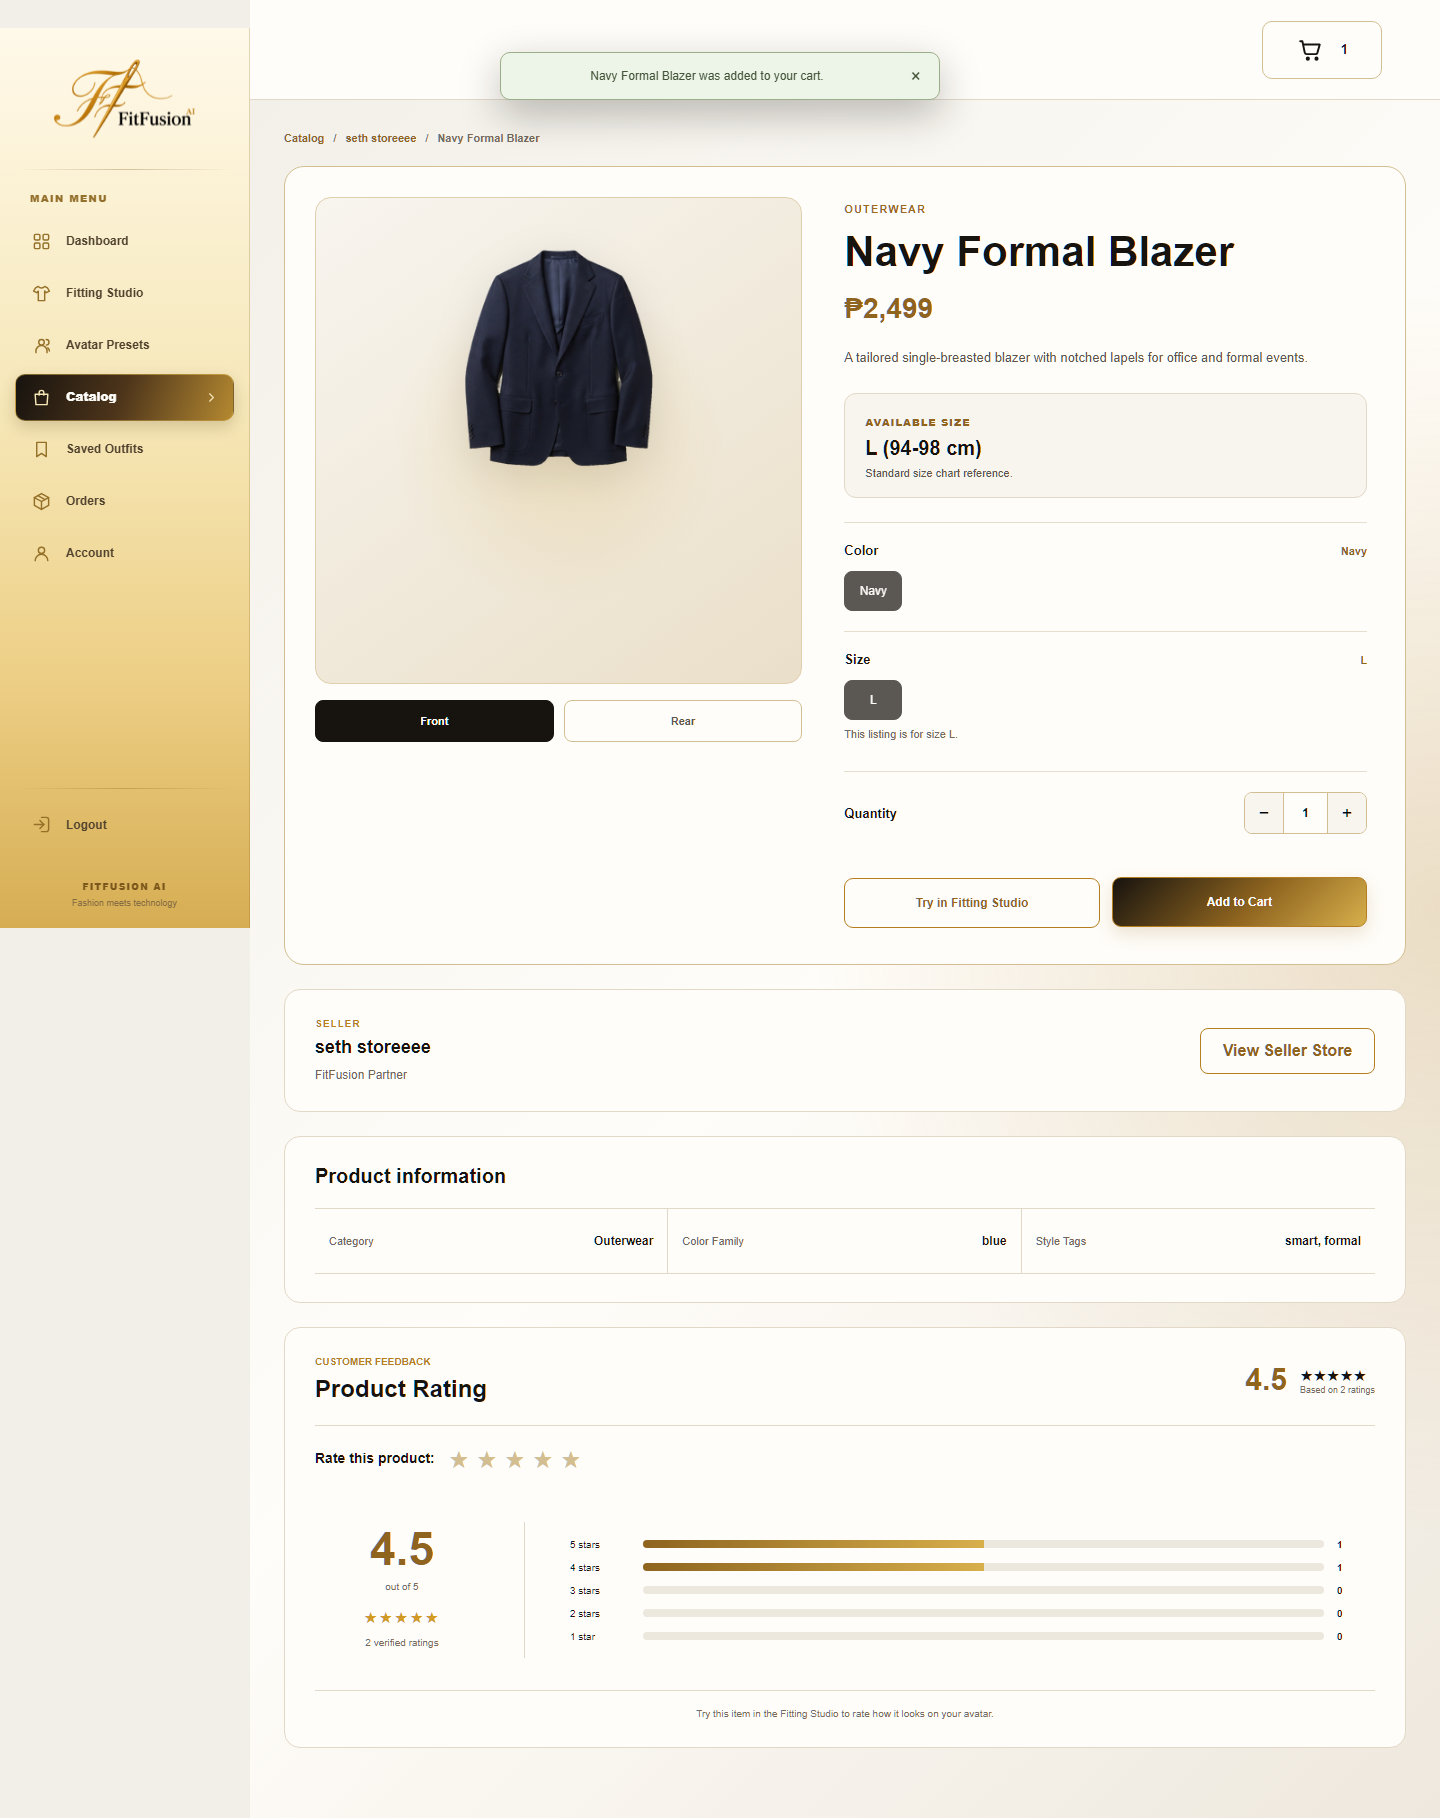 FitFusion AI
MAIN MENU
Dashboard
Fitting Studio
Avatar Presets
Catalog
Saved Outfits
Orders
Account
Logout
FITFUSION AI
Fashion meets technology
Navy Formal Blazer was added to your cart. ×
1
Catalog / seth storeeee / Navy Formal Blazer
Front
Rear
OUTERWEAR
Navy Formal Blazer
₱2,499
A tailored single-breasted blazer with notched lapels for office and formal events.
AVAILABLE SIZE
L (94-98 cm)
Standard size chart reference.
Color Navy
Navy
Size L
L
This listing is for size L.
Quantity − 1 +
Try in Fitting Studio
Add to Cart
SELLER
seth storeeee
FitFusion Partner
View Seller Store
Product information
Category Outerwear
Color Family blue
Style Tags smart, formal
CUSTOMER FEEDBACK
Product Rating
4.5 ★★★★★
Based on 2 ratings
Rate this product: ★ ★ ★ ★ ★
4.5
out of 5
★★★★★
2 verified ratings
5 stars 1
4 stars 1
3 stars 0
2 stars 0
1 star 0
Try this item in the Fitting Studio to rate how it looks on your avatar.